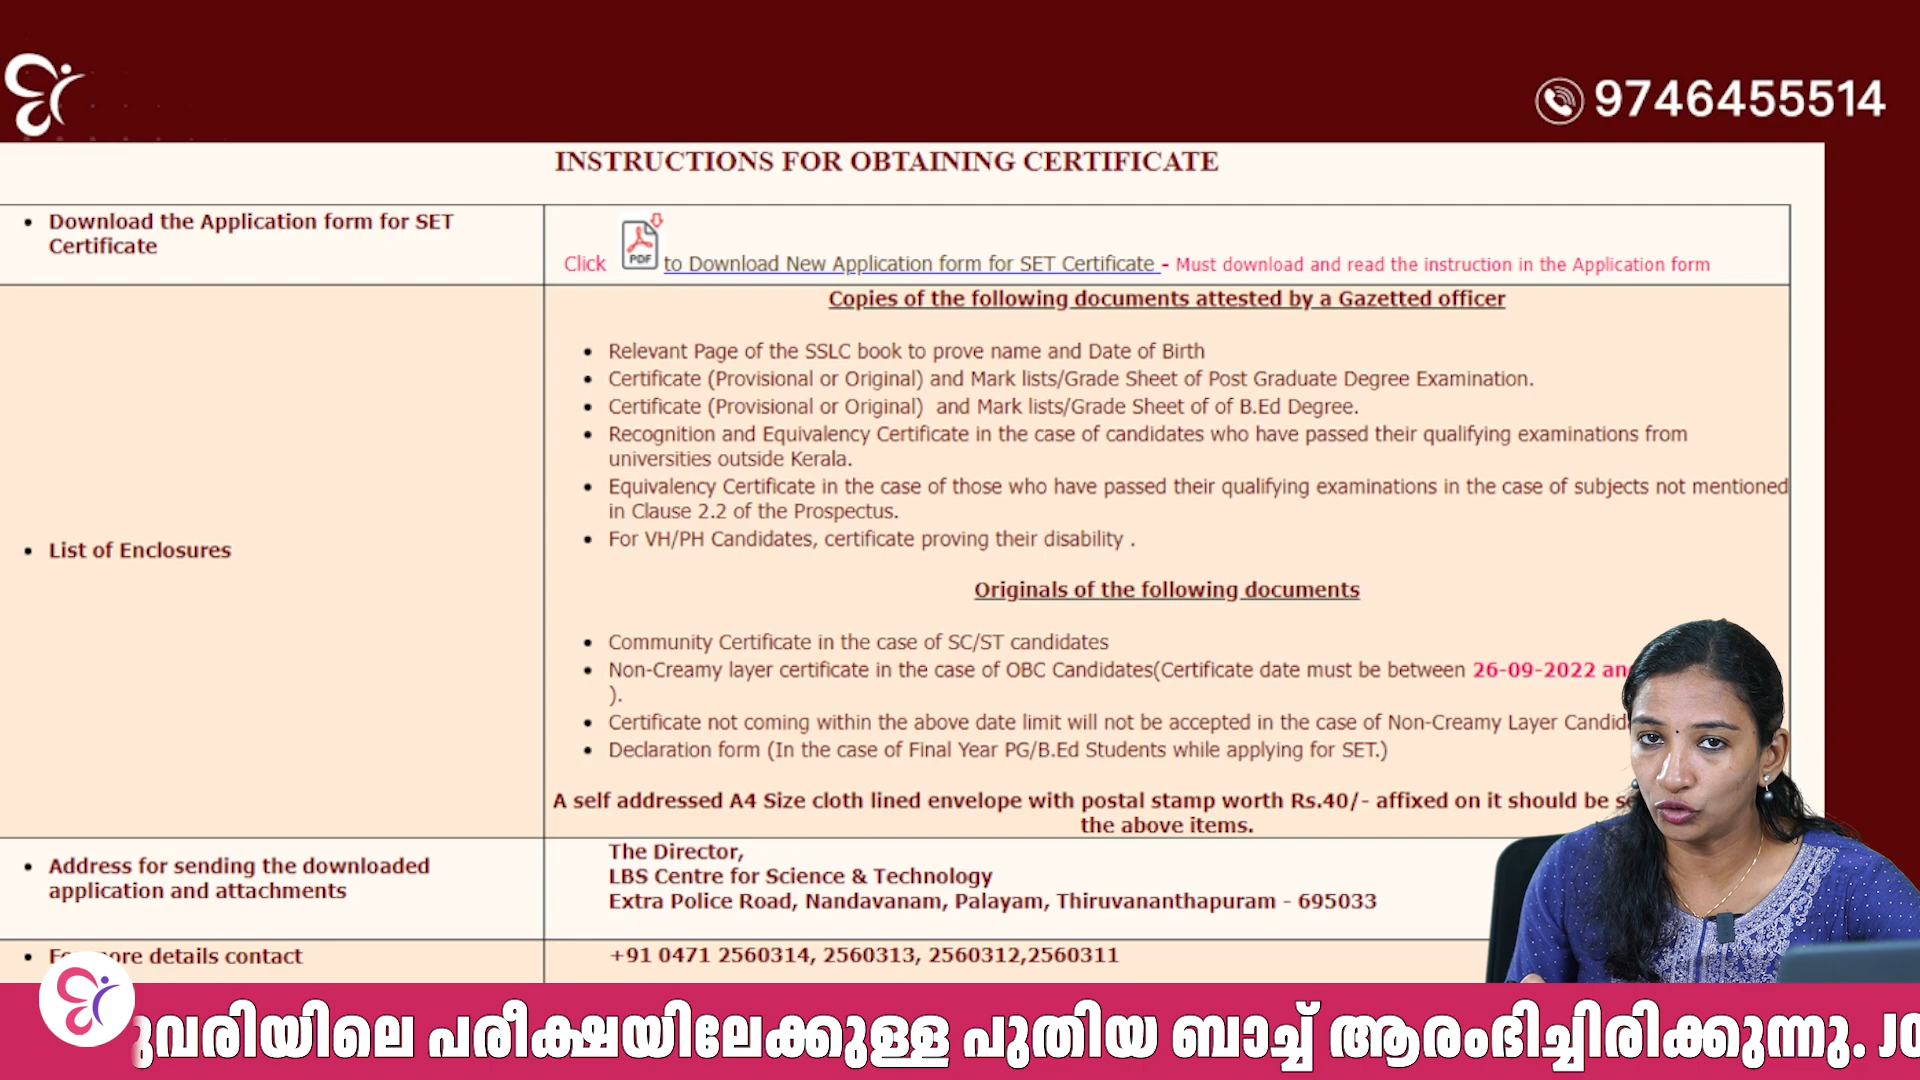 9746455514
INSTRUCTIONS FOR OBTAINING CERTIFICATE
• Download the Application form for SET
Certificate
Click PDF to Download New Application form for SET Certificate - Must download and read the instruction in the Application form
Copies of the following documents attested by a Gazetted officer
• Relevant Page of the SSLC book to prove name and Date of Birth
• Certificate (Provisional or Original) and Mark lists/Grade Sheet of Post Graduate Degree Examination.
• Certificate (Provisional or Original) and Mark lists/Grade Sheet of of B.Ed Degree.
• Recognition and Equivalency Certificate in the case of candidates who have passed their qualifying examinations from
universities outside Kerala.
• Equivalency Certificate in the case of those who have passed their qualifying examinations in the case of subjects not mentioned
in Clause 2.2 of the Prospectus.
• For VH/PH Candidates, certificate proving their disability .
• List of Enclosures
Originals of the following documents
• Community Certificate in the case of SC/ST candidates
• Non-Creamy layer certificate in the case of OBC Candidates(Certificate date must be between 26-09-2022
).
• Certificate not coming within the above date limit will not be accepted in the case of Non-Creamy Layer
• Declaration form (In the case of Final Year PG/B.Ed Students while applying for SET.)
A self addressed A4 Size cloth lined envelope with postal stamp worth Rs.40/- affixed on it should be
the above items.
• Address for sending the downloaded
application and attachments
The Director,
LBS Centre for Science & Technology
Extra Police Road, Nandavanam, Palayam, Thiruvananthapuram - 695033
• details contact
+91 0471 2560314, 2560313, 2560312,2560311
പരീക്ഷയിലേക്കുള്ള പുതിയ ബാച്ച് ആരംഭിച്ചിരിക്കുന്നു.